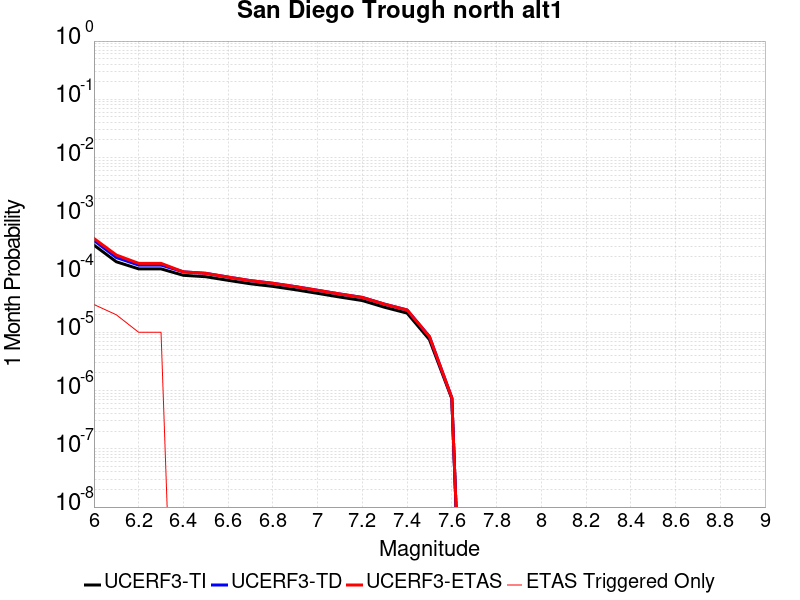 San Diego Trough north alt1
10^0
10^-1
10^-2
10^-3
10^-4
10^-5
10^-6
10^-7
10^-8
1 Month Probability
6 6.2 6.4 6.6 6.8 7 7.2 7.4 7.6 7.8 8 8.2 8.4 8.6 8.8 9
Magnitude
UCERF3-TI UCERF3-TD UCERF3-ETAS ETAS Triggered Only